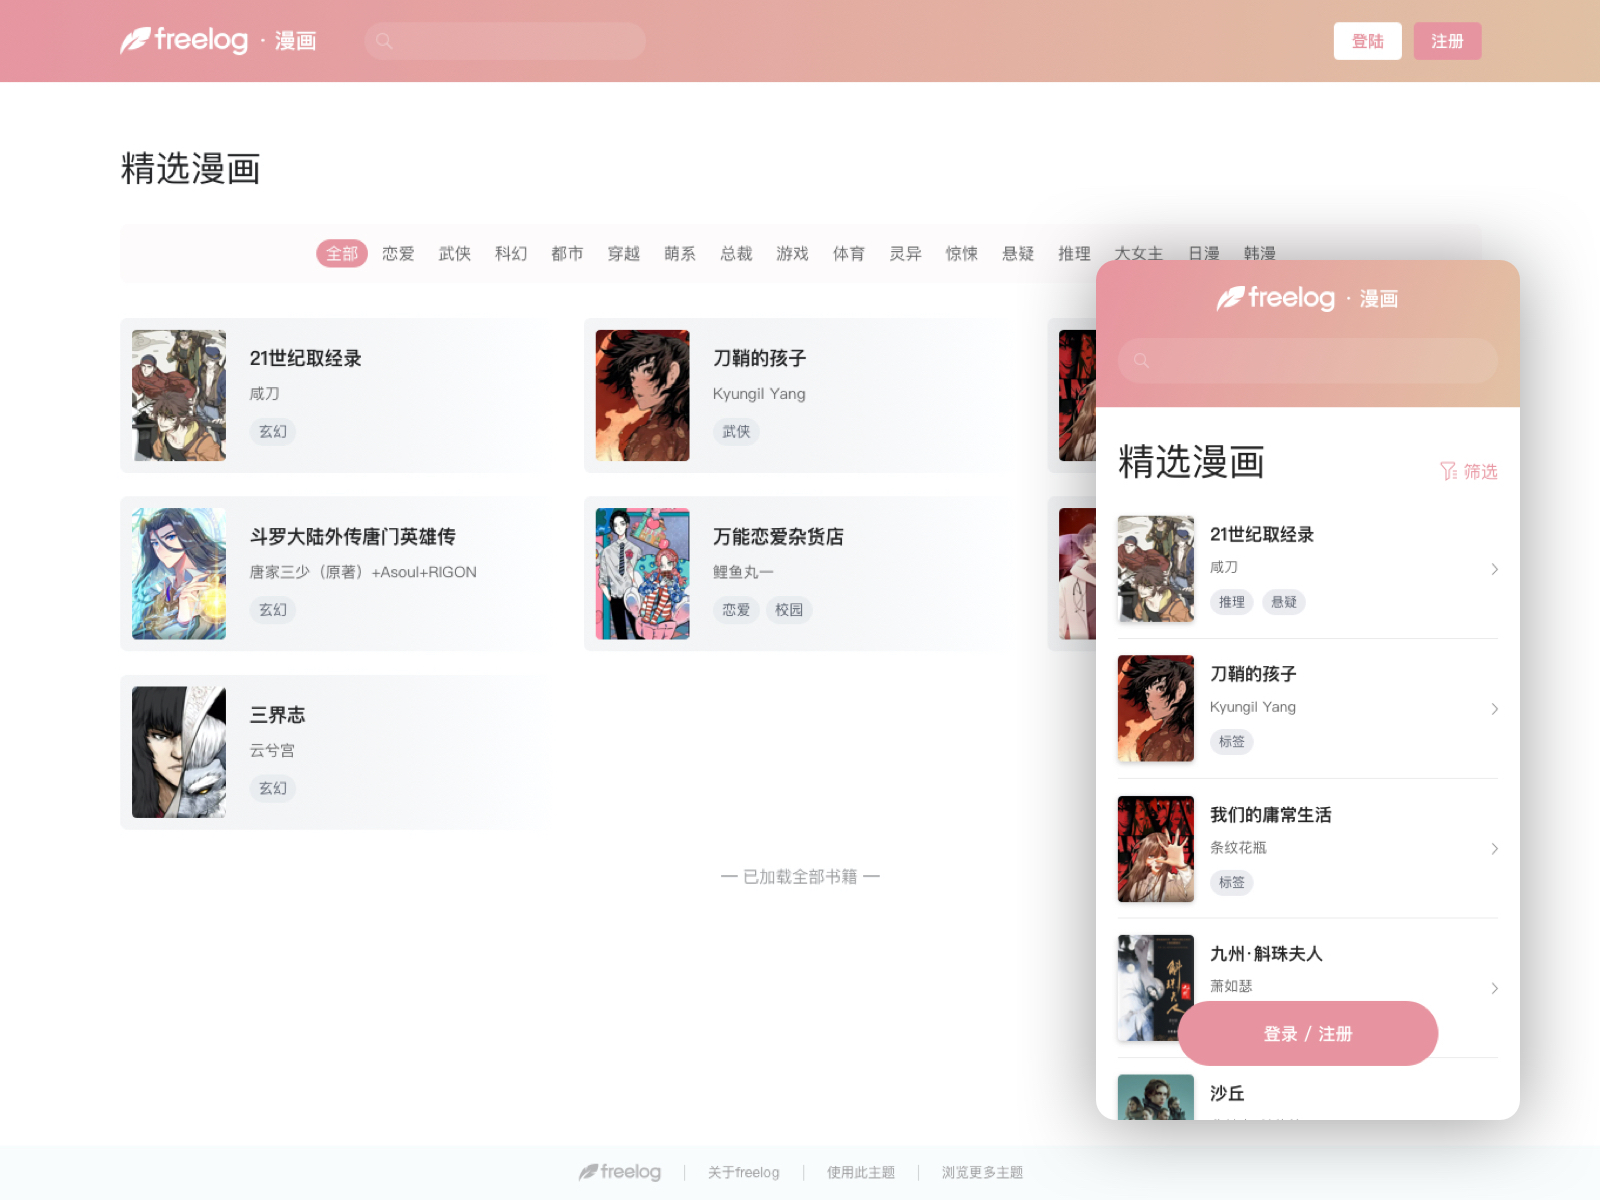 freelog · 漫画
登陆
注册
精选漫画
全部 恋爱 武侠 科幻 都市 穿越 萌系 总裁 游戏 体育 灵异 惊悚 悬疑 推理 大女主 日漫 韩漫
21世纪取经录
咸刀
玄幻
刀鞘的孩子
Kyungil Yang
武侠
斗罗大陆外传唐门英雄传
唐家三少（原著）+Asoul+RIGON
玄幻
万能恋爱杂货店
鲤鱼丸一
恋爱 校园
三界志
云兮宫
玄幻
— 已加载全部书籍 —
freelog
关于freelog
使用此主题
浏览更多主题
freelog · 漫画
精选漫画
筛选
21世纪取经录
咸刀
推理 悬疑
刀鞘的孩子
Kyungil Yang
标签
我们的庸常生活
条纹花瓶
标签
九州·斛珠夫人
萧如瑟
斛珠夫人
登录 / 注册
沙丘